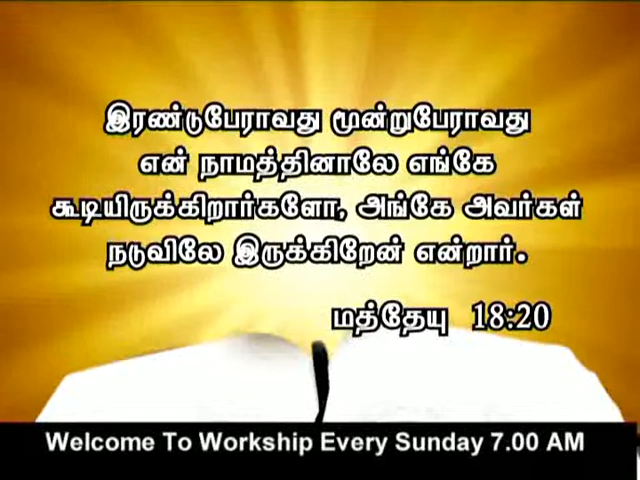 இரண்டுபேராவது மூன்றுபேராவது
என் நாமத்தினாலே எங்கே
கூடியிருக்கிறார்களோ, அங்கே அவர்கள்
நடுவிலே இருக்கிறேன் என்றார்.
மத்தேயு 18:20
Welcome To Workship Every Sunday 7.00 AM